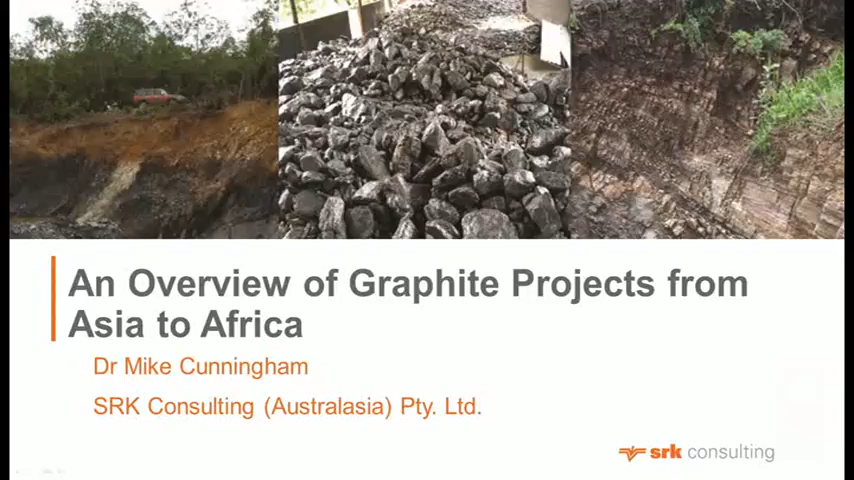 An Overview of Graphite Projects from
Asia to Africa
Dr Mike Cunningham
SRK Consulting (Australasia) Pty. Ltd.
srk consulting